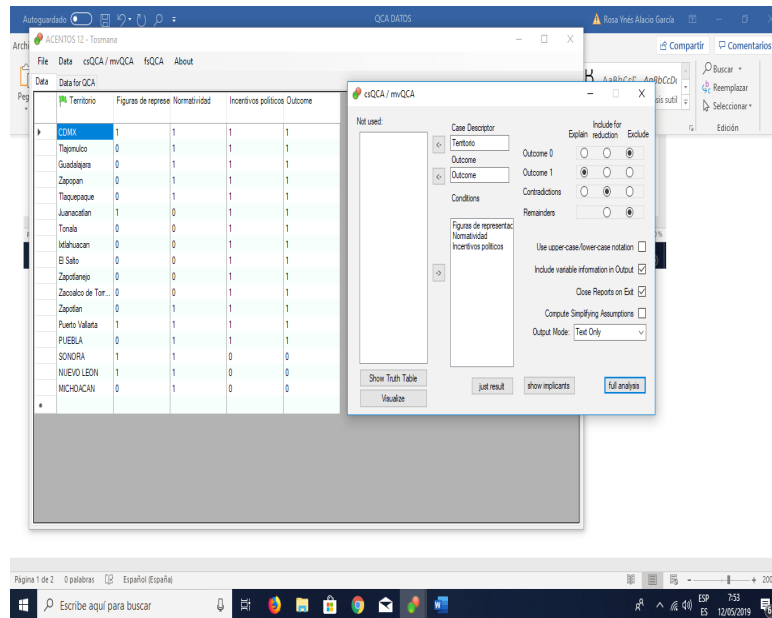 Autoguardado
QCA DATOS
Rosa Ynés Alacio García
ACENTOS 12 - Tosmana
Compartir
Comentarios
File Data csQCA / mvQCA fsQCA About
Data Data for QCA
Territorio Figuras de represe Normatividad Incentivos politicos Outcome
CDMX 1 1 1 1
Tlajomulco 0 1 1 1
Guadalajara 0 1 1 1
Zapopan 0 1 1 1
Tlaquepaque 0 1 1 1
Juanacatlan 1 0 1 1
Tonala 0 0 1 1
Ixtlahuacan 0 0 1 1
El Salto 0 0 1 1
Zapotlanejo 0 0 1 1
Zacoalco de Torr... 0 0 1 1
Zapotlan 0 1 1 1
Puerto Vallarta 1 1 1 1
PUEBLA 0 1 1 1
SONORA 1 1 0 0
NUEVO LEON 1 1 0 0
MICHOACAN 0 1 0 0
csQCA / mvQCA
Not used:
Case Descriptor
Territorio
Outcome
Outcome
Conditions
Figuras de representac
Normatividad
Incentivos politicos
<-
<-
->
Explain Include for reduction Exclude
Outcome 0
Outcome 1
Contradictions
Remainders
Use upper-case/lower-case notation
Include variable information in Output
Close Reports on Exit
Compute Simplifying Assumptions
Output Mode: Text Only
Show Truth Table
Visualize
just result
show implicants
full analysis
Buscar
Reemplazar
Seleccionar
Edición
Página 1 de 2 0 palabras Español (España)
Escribe aquí para buscar
ESP
ES
7:53
12/05/2019